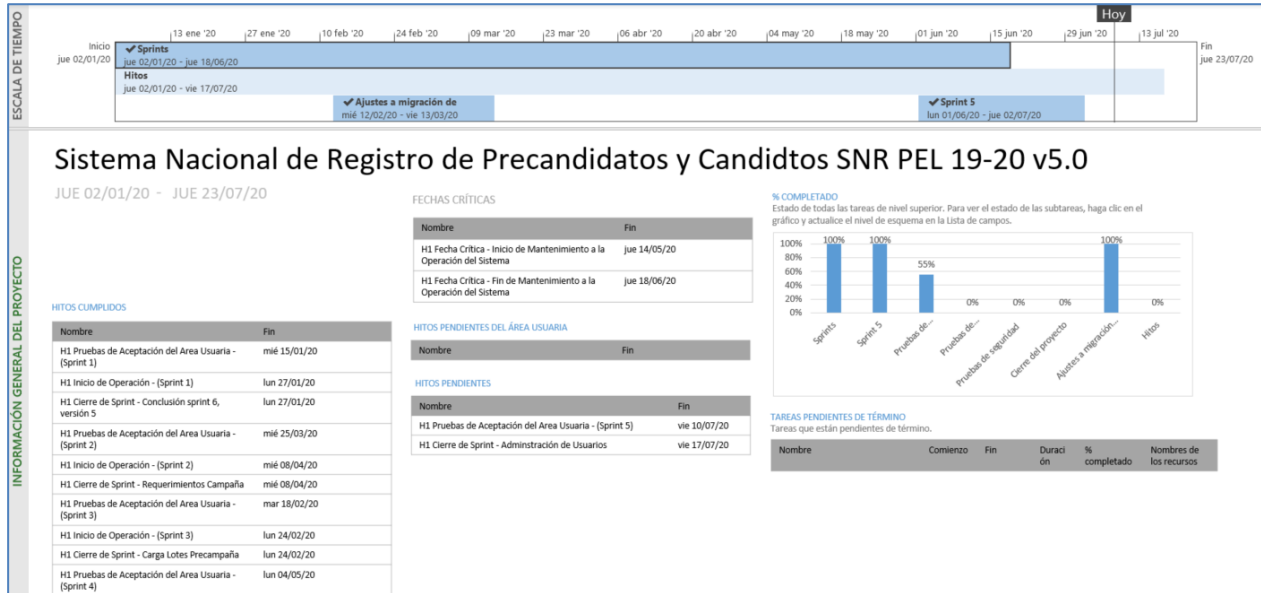 Hoy
ESCALA DE TIEMPO
13 ene '20 27 ene '20 10 feb '20 24 feb '20 09 mar '20 23 mar '20 06 abr '20 20 abr '20 04 may '20 18 may '20 01 jun '20 15 jun '20 29 jun '20 13 jul '20
Inicio
jue 02/01/20
Sprints
jue 02/01/20 - jue 18/06/20
Fin
jue 23/07/20
Hitos
jue 02/01/20 - vie 17/07/20
Ajustes a migración de
mié 12/02/20 - vie 13/03/20
Sprint 5
lun 01/06/20 - jue 02/07/20
INFORMACIÓN GENERAL DEL PROYECTO
Sistema Nacional de Registro de Precandidatos y Candidtos SNR PEL 19-20 v5.0
JUE 02/01/20 - JUE 23/07/20
HITOS CUMPLIDOS
Nombre Fin
H1 Pruebas de Aceptación del Area Usuaria - mié 15/01/20
(Sprint 1)
H1 Inicio de Operación - (Sprint 1) lun 27/01/20
H1 Cierre de Sprint - Conclusión sprint 6, lun 27/01/20
versión 5
H1 Pruebas de Aceptación del Area Usuaria - mié 25/03/20
(Sprint 2)
H1 Inicio de Operación - (Sprint 2) mié 08/04/20
H1 Cierre de Sprint - Requerimientos Campaña mié 08/04/20
H1 Pruebas de Aceptación del Area Usuaria - mar 18/02/20
(Sprint 3)
H1 Inicio de Operación - (Sprint 3) lun 24/02/20
H1 Cierre de Sprint - Carga Lotes Precampaña lun 24/02/20
H1 Pruebas de Aceptación del Area Usuaria - lun 04/05/20
(Sprint 4)
FECHAS CRÍTICAS
Nombre Fin
H1 Fecha Crítica - Inicio de Mantenimiento a la jue 14/05/20
Operación del Sistema
H1 Fecha Crítica - Fin de Mantenimiento a la jue 18/06/20
Operación del Sistema
HITOS PENDIENTES DEL ÁREA USUARIA
Nombre Fin
HITOS PENDIENTES
Nombre Fin
H1 Pruebas de Aceptación del Area Usuaria - (Sprint 5) vie 10/07/20
H1 Cierre de Sprint - Adminstración de Usuarios vie 17/07/20
% COMPLETADO
Estado de todas las tareas de nivel superior. Para ver el estado de las subtareas, haga clic en el
gráfico y actualice el nivel de esquema en la Lista de campos.
100%
80%
60%
40%
20%
0%
100% 100% 55% 0% 0% 0% 100% 0%
Sprints
Sprint 5
Pruebas de...
Pruebas de...
Pruebas de seguridad
Cierre del proyecto
Ajustes a migración...
Hitos
TAREAS PENDIENTES DE TÉRMINO
Tareas que están pendientes de término.
Nombre Comienzo Fin Duraci % Nombres de
ón completado los recursos